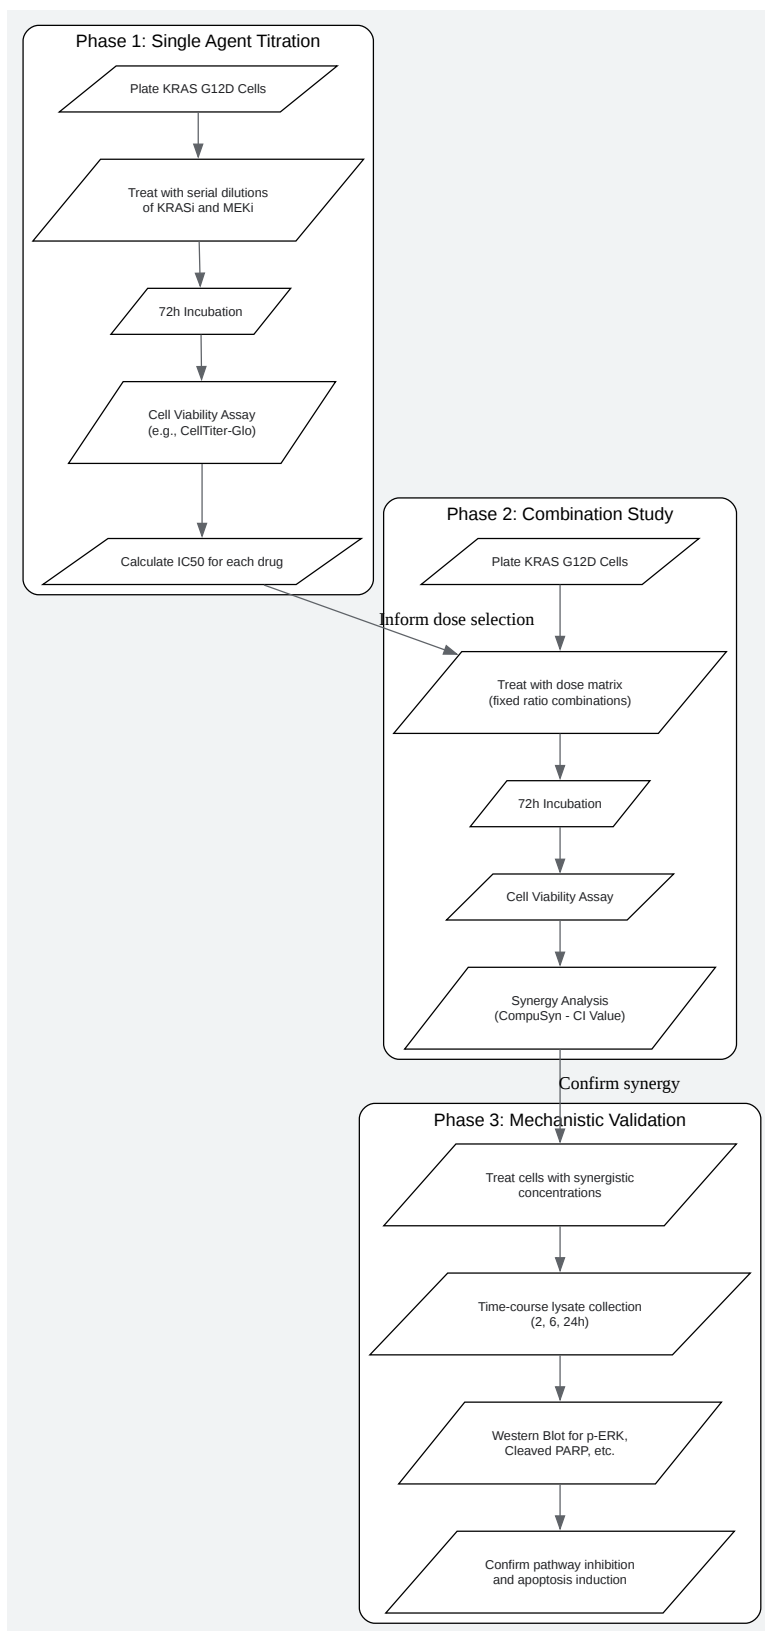 Phase 1: Single Agent Titration
Plate KRAS G12D Cells
Treat with serial dilutions
of KRASi and MEKi
72h Incubation
Cell Viability Assay
(e.g., CellTiter-Glo)
Calculate IC50 for each drug
Inform dose selection
Phase 2: Combination Study
Plate KRAS G12D Cells
Treat with dose matrix
(fixed ratio combinations)
72h Incubation
Cell Viability Assay
Synergy Analysis
(CompuSyn - CI Value)
Confirm synergy
Phase 3: Mechanistic Validation
Treat cells with synergistic
concentrations
Time-course lysate collection
(2, 6, 24h)
Western Blot for p-ERK,
Cleaved PARP, etc.
Confirm pathway inhibition
and apoptosis induction